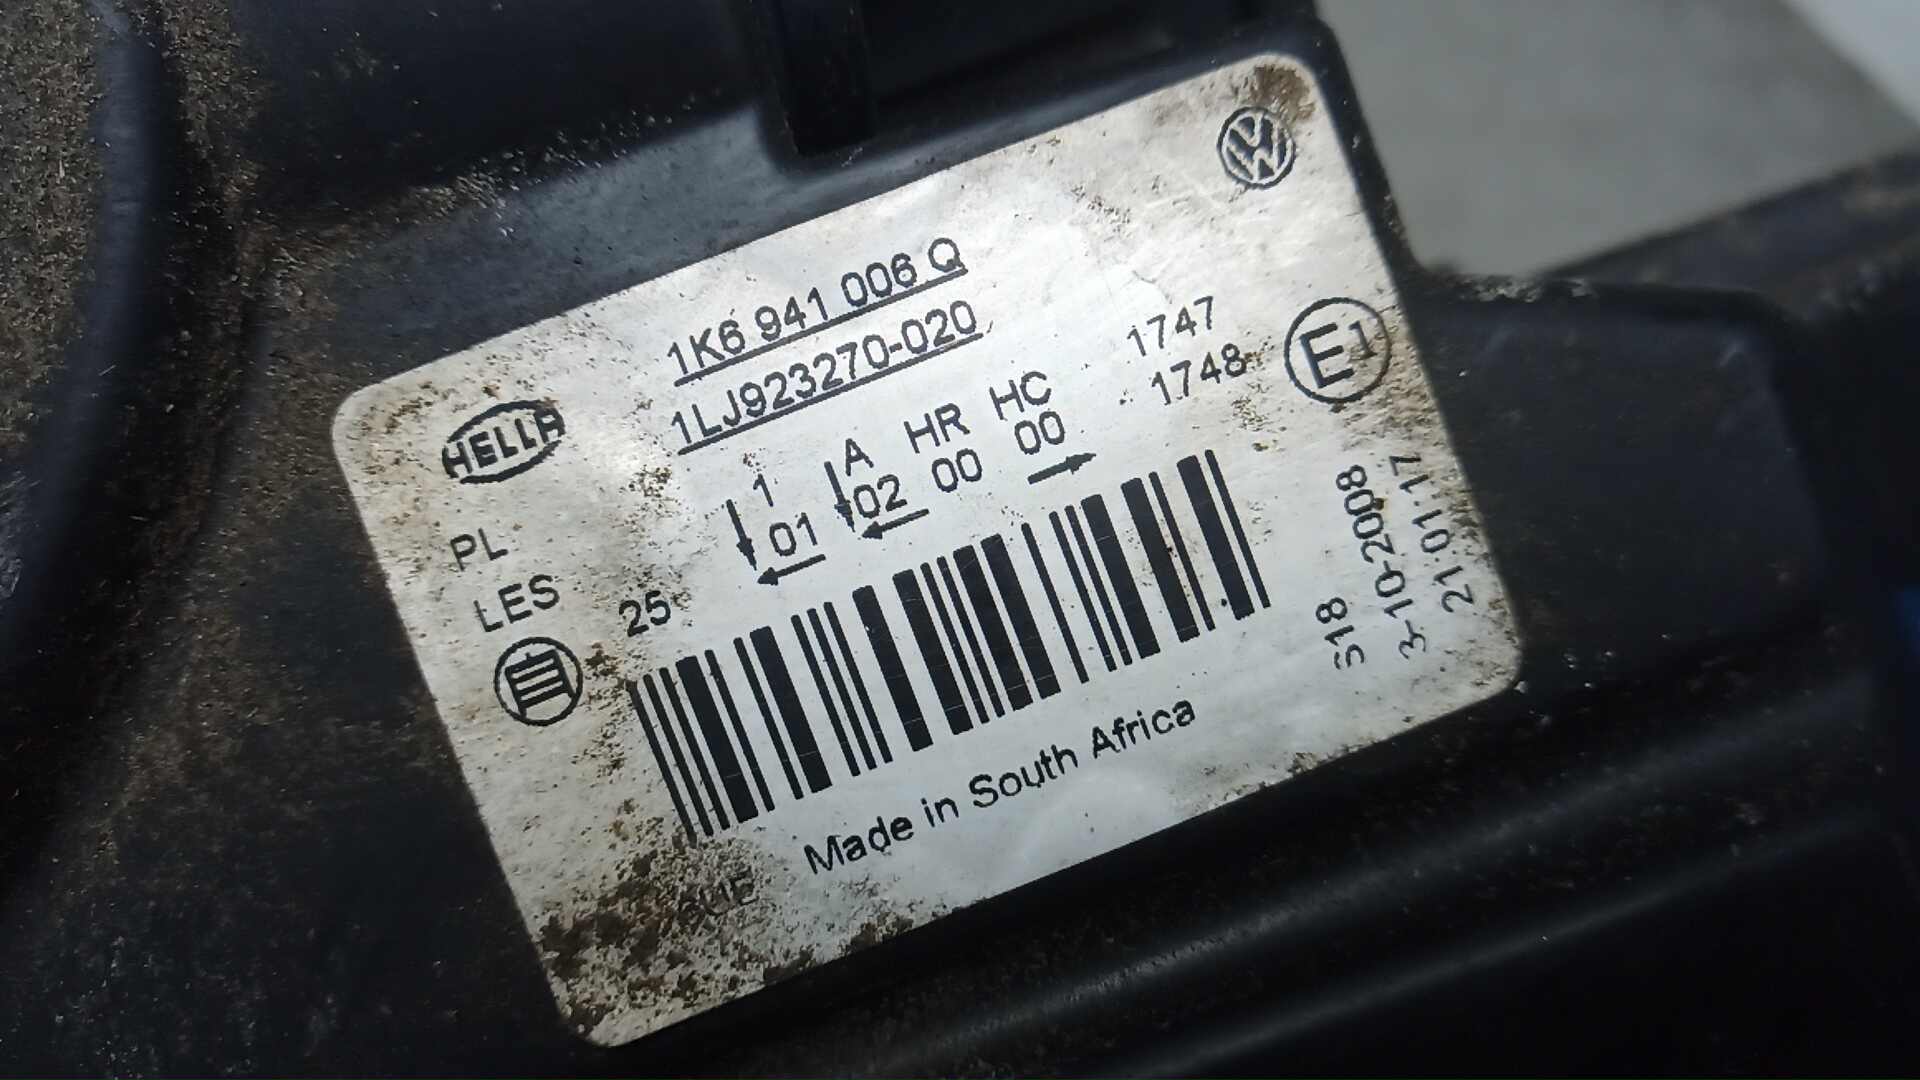 1K6 941 006 Q
1LJ923270-020
HELLA
1 A HR HC 1747
01 02 00 00 1748
E1
PL
LES
25
Made in South Africa
518
3-10-2008
21:01:17